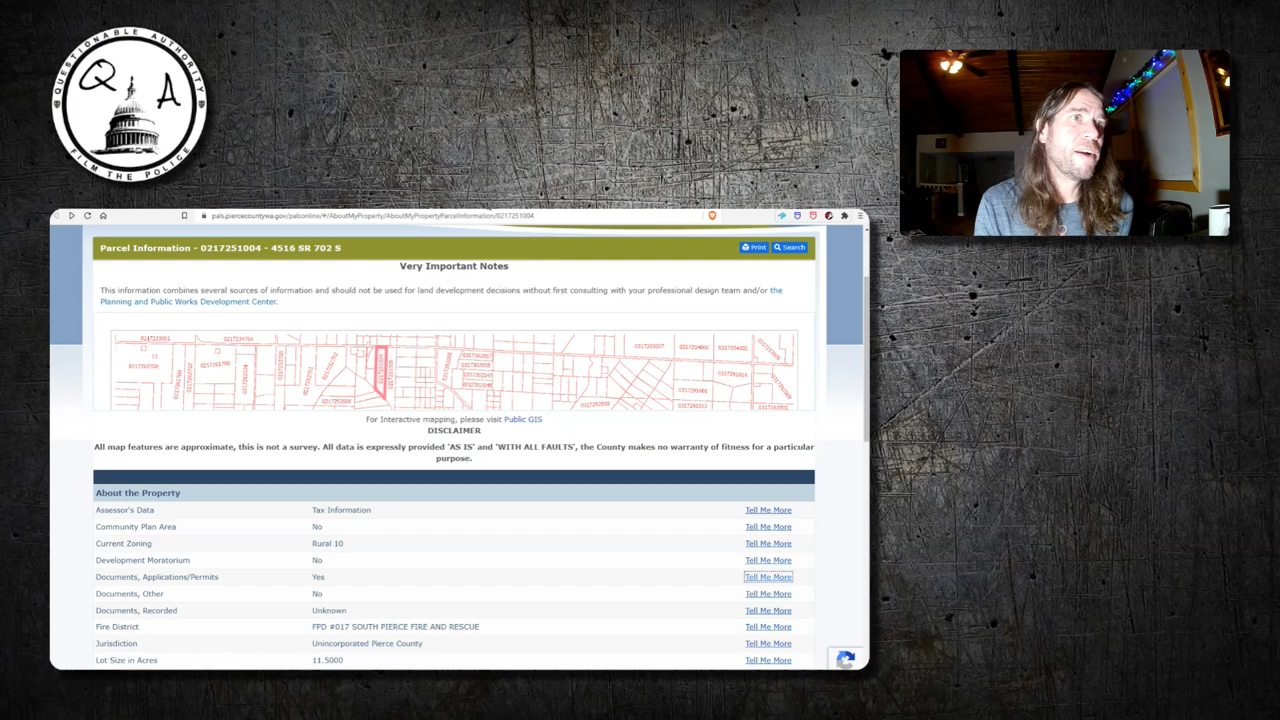 QUESTIONABLE AUTHORITY
Q A
FILM THE POLICE
pals.piercecountywa.gov/palsonline/#/AboutMyProperty/AboutMyPropertyParcelInformation/0217251004
Parcel Information - 0217251004 - 4516 SR 702 S
Print
Search
Very Important Notes
This information combines several sources of information and should not be used for land development decisions without first consulting with your professional design team and/or the
Planning and Public Works Development Center.
For Interactive mapping, please visit Public GIS
DISCLAIMER
All map features are approximate, this is not a survey. All data is expressly provided 'AS IS' and 'WITH ALL FAULTS', the County makes no warranty of fitness for a particular
purpose.
About the Property
Assessor's Data Tax Information Tell Me More
Community Plan Area No Tell Me More
Current Zoning Rural 10 Tell Me More
Development Moratorium No Tell Me More
Documents, Applications/Permits Yes Tell Me More
Documents, Other No Tell Me More
Documents, Recorded Unknown Tell Me More
Fire District FPD #017 SOUTH PIERCE FIRE AND RESCUE Tell Me More
Jurisdiction Unincorporated Pierce County Tell Me More
Lot Size in Acres 11.5000 Tell Me More